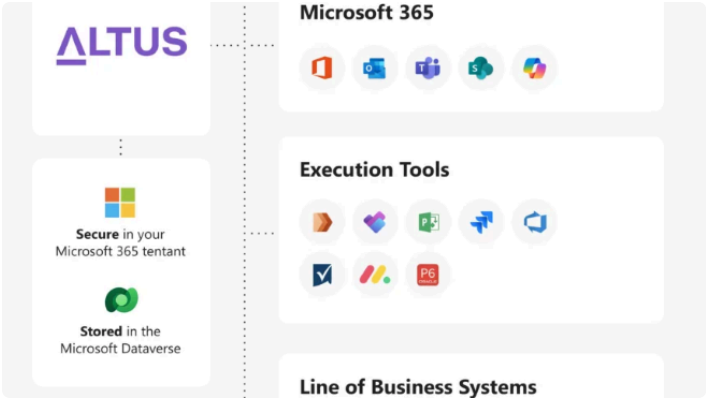 ALTUS
Secure in your
Microsoft 365 tentant
Stored in the
Microsoft Dataverse
Microsoft 365
O
T
S
Execution Tools
P
P6
ORACLE
Line of Business Systems